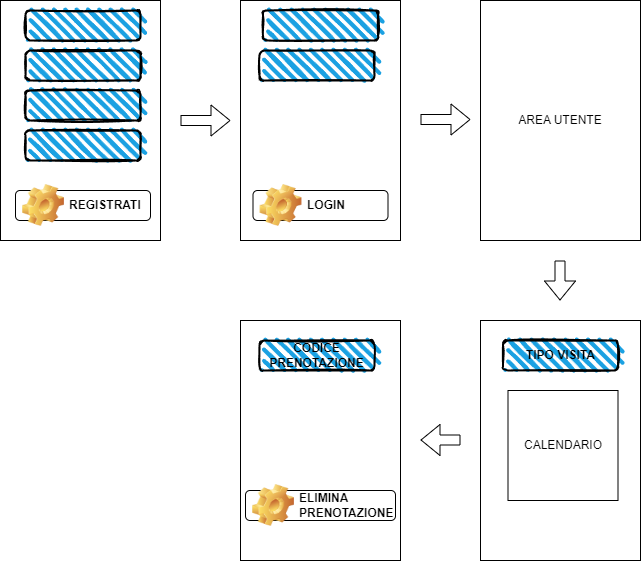 REGISTRATI
LOGIN
AREA UTENTE
CODICE
PRENOTAZIONE
ELIMINA
PRENOTAZIONE
TIPO VISITA
CALENDARIO